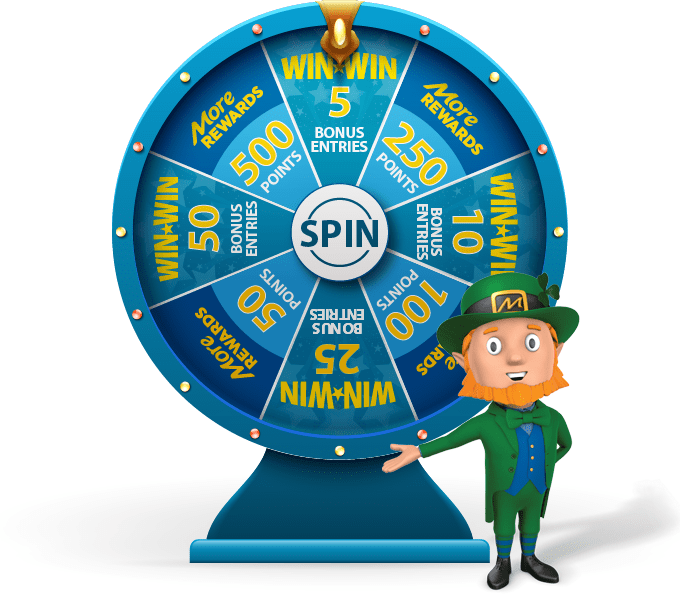 WIN★WIN
5
BONUS
ENTRIES
More
REWARDS
250
POINTS
WIN★WIN
10
BONUS
ENTRIES
100
POINTS
WIN★WIN
25
BONUS
ENTRIES
More
REWARDS
50
POINTS
WIN★WIN
50
BONUS
ENTRIES
More
REWARDS
500
POINTS
SPIN
M